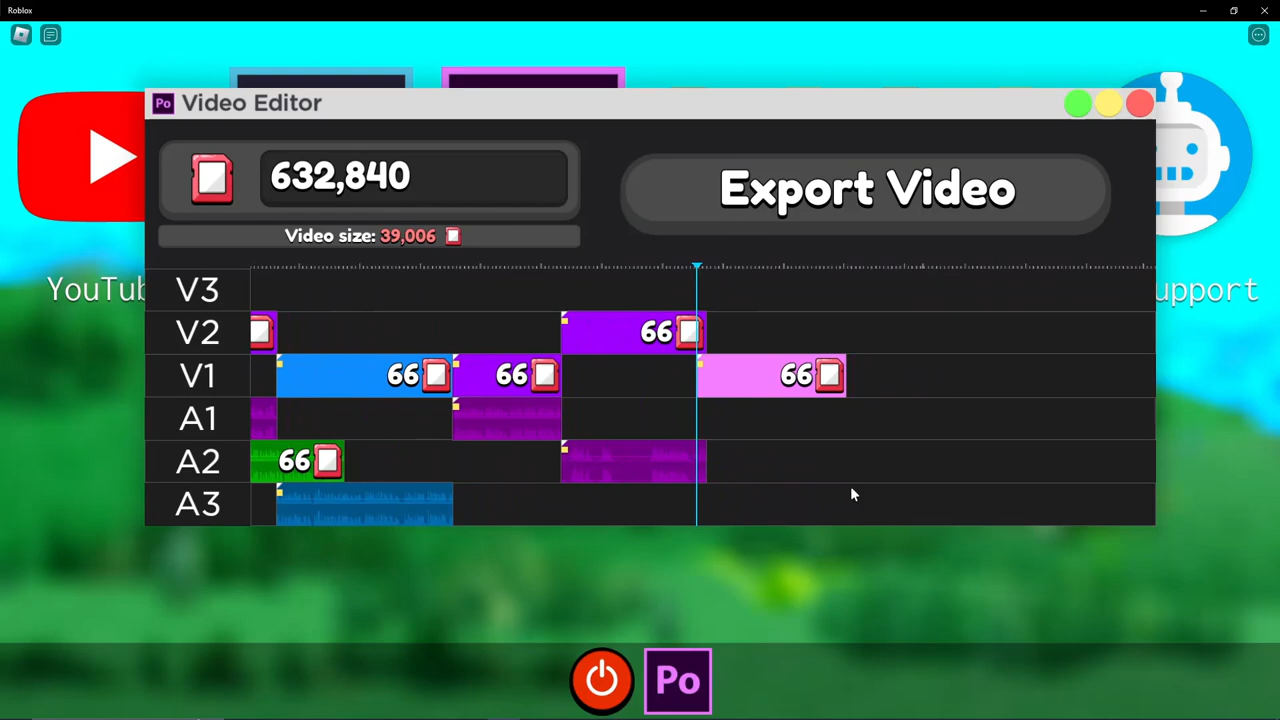 Roblox
Po Video Editor
632,840
Export Video
Video size: 39,006
YouTub
upport
V3
V2
66
V1
66
66
66
A1
A2
66
A3
Po